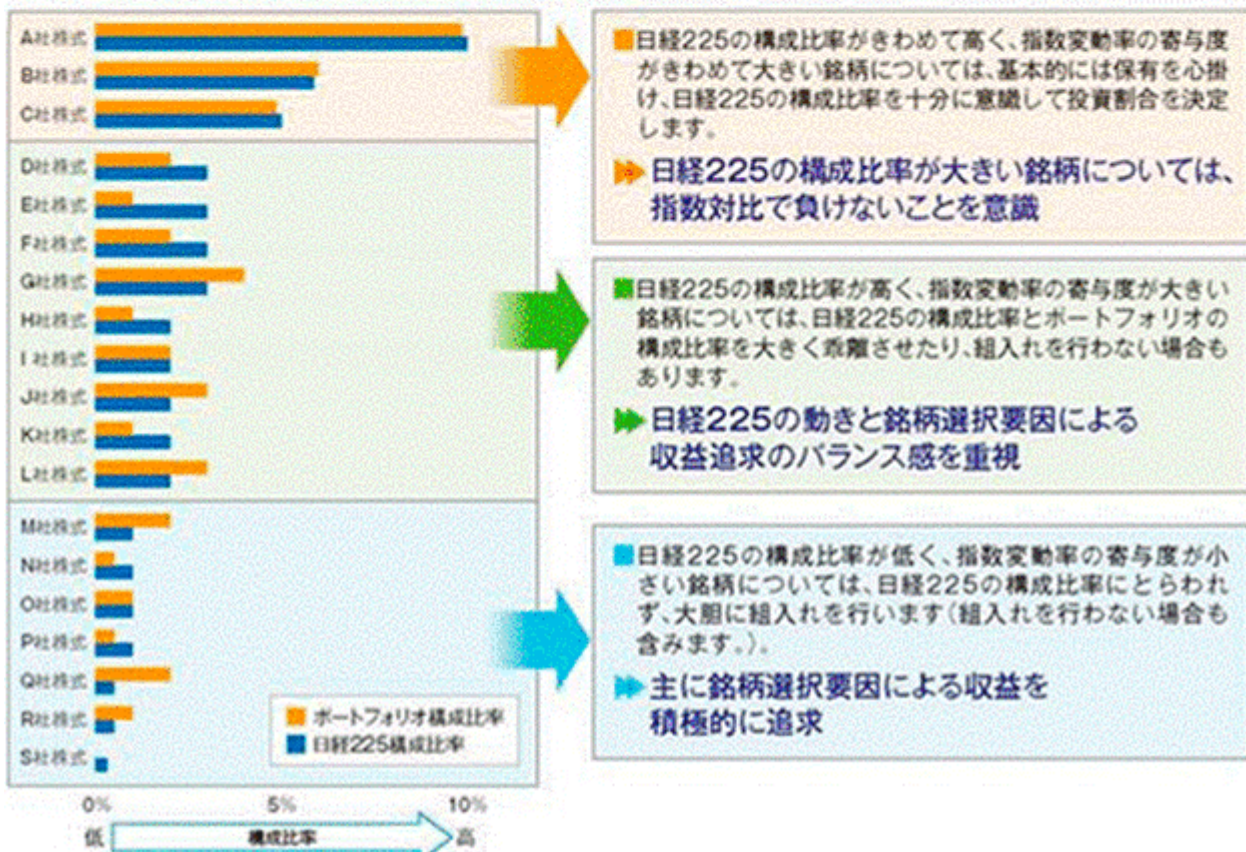 A社株式
B社株式
C社株式
D社株式
E社株式
F社株式
G社株式
H社株式
I社株式
J社株式
K社株式
L社株式
M社株式
N社株式
O社株式
P社株式
Q社株式
R社株式
S社株式
ポートフォリオ構成比率
日経225構成比率
0%
5%
10%
低
構成比率
高
■日経225の構成比率がきわめて高く、指数変動率の寄与度
がきわめて大きい銘柄については、基本的には保有を心掛
け、日経225の構成比率を十分に意識して投資割合を決定
します。
日経225の構成比率が大きい銘柄については、
指数対比で負けないことを意識
■日経225の構成比率が高く、指数変動率の寄与度が大きい
銘柄については、日経225の構成比率とポートフォリオの
構成比率を大きく乖離させたり、組入れを行わない場合も
あります。
日経225の動きと銘柄選択要因による
収益追求のバランス感を重視
■日経225の構成比率が低く、指数変動率の寄与度が小
さい銘柄については、日経225の構成比率にとらわれ
ず、大胆に組入れを行います(組入れを行わない場合も
含みます。)。
主に銘柄選択要因による収益を
積極的に追求